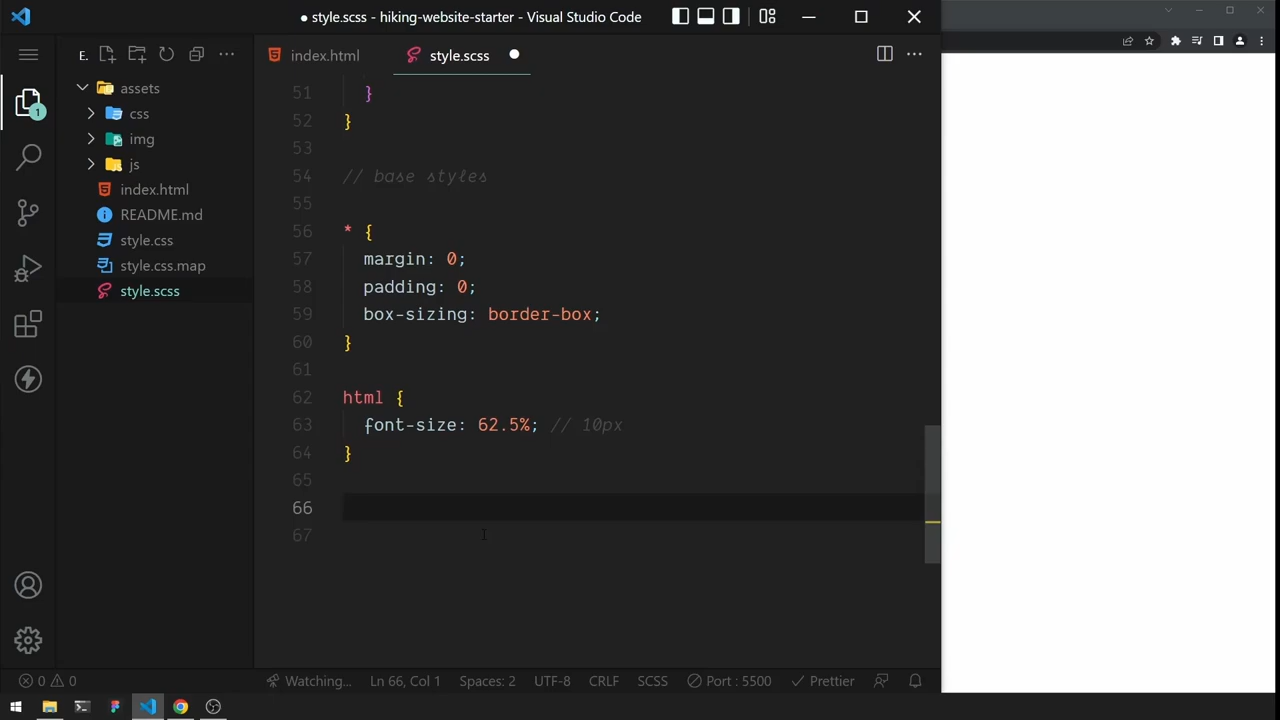 style.scss - hiking-website-starter - Visual Studio Code
E.
index.html
style.scss
assets
css
img
js
index.html
README.md
style.css
style.css.map
style.scss
1
51 }
52 }
53
54 // base styles
55
56 * {
57 margin: 0;
58 padding: 0;
59 box-sizing: border-box;
60 }
61
62 html {
63 font-size: 62.5%; // 10px
64 }
65
66
67
0 0 Watching... Ln 66, Col 1 Spaces: 2 UTF-8 CRLF SCSS Port : 5500 Prettier